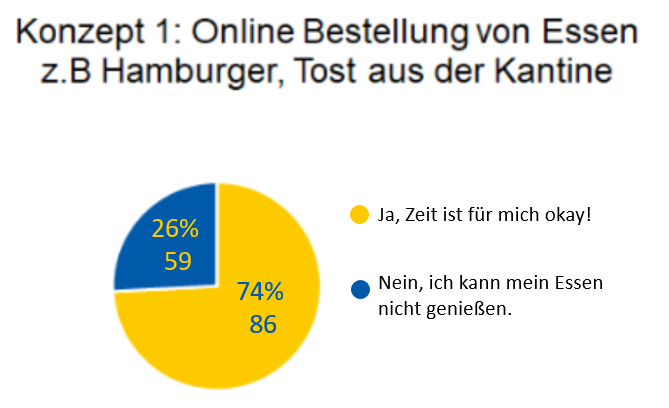 Konzept 1: Online Bestellung von Essen
z.B Hamburger, Tost aus der Kantine
26%
59
74%
86
Ja, Zeit ist für mich okay!
Nein, ich kann mein Essen
nicht genießen.